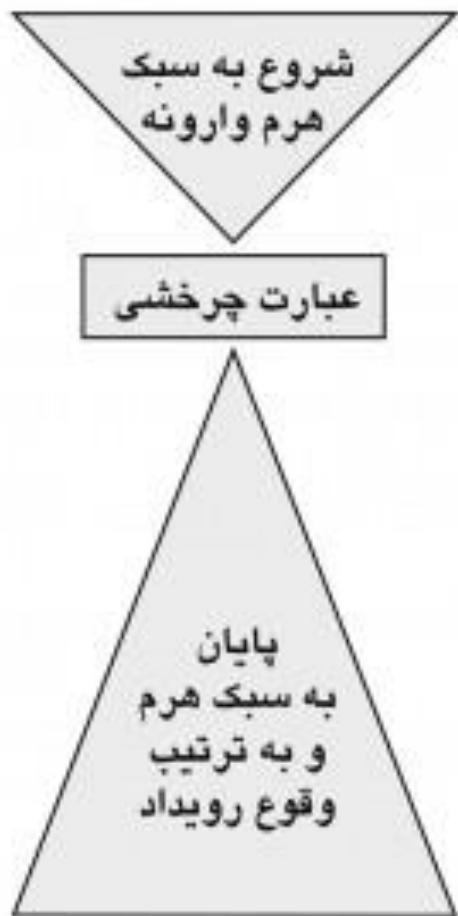 شروع به سبک
هرم وارونه
عبارت چرخشی
پایان
به سبک هرم
و به ترتیب
وقوع رویداد